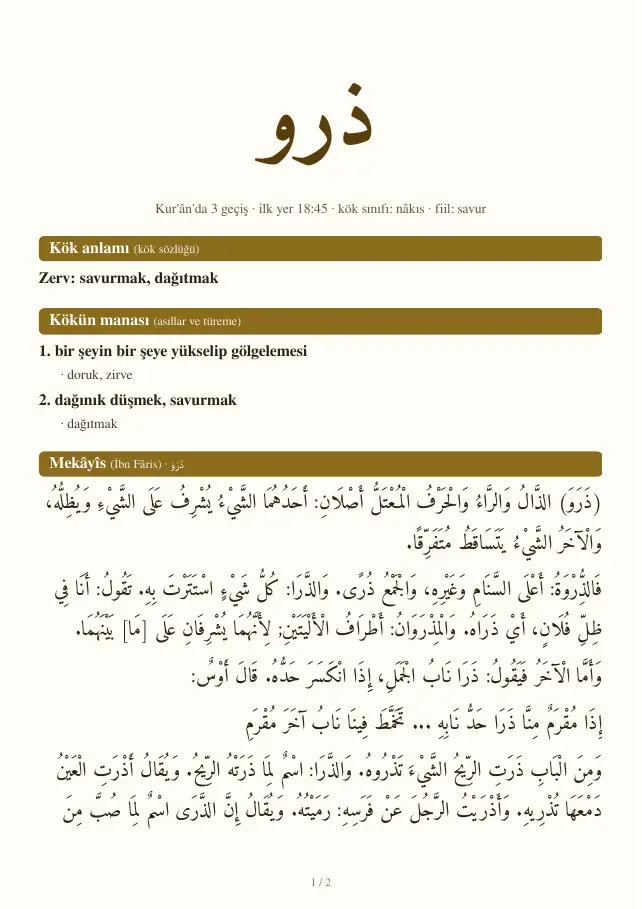 ذرو
Kur'ân'da 3 geçiş · ilk yer 18:45 · kök sınıfı: nâkıs · fiil: savur
Kök anlamı (kök sözlüğü)
Zerv: savurmak, dağıtmak
Kökün manası (asıllar ve türeme)
1. bir şeyin bir şeye yükselip gölgelemesi
· doruk, zirve
2. dağınık düşmek, savurmak
· dağıtmak
Mekâyîs (İbn Fâris) · ذَرَوَ
(ذَرَوَ) الذَّالُ وَالرَّاءُ وَالْحَرْفُ الْمُعْتَلُّ أَصْلَانِ: أَحَدُهُمَا الشَّيْءُ يُشْرِفُ عَلَى الشَّيْءِ وَيُظِلُّهُ،
وَالْآخَرُ الشَّيْءُ يَتَسَاقَطُ مُتَفَرِّقًا.
فَالذِّرْوَةُ: أَعْلَى السَّنَامِ وَغَيْرِهِ، وَالْجَمْعُ ذُرًى. وَالذَّرَا: كُلُّ شَيْءٍ اسْتَتَرْتَ بِهِ. تَقُولُ: أَنَا فِي
ظِلِّ فُلَانٍ، أَيْ ذَرَاهُ. وَالْمِذْرَوَانُ: أَطْرَافُ الْأَلْيَتَيْنِ; لِأَنَّهُمَا يُشْرِفَانِ عَلَى [مَا] بَيْنَهُمَا.
وَأَمَّا الْآخَرُ فَيَقُولُ: ذَرَا نَابُ الْجَمَلِ، إِذَا انْكَسَرَ حَدُّهُ. قَالَ أَوْسٌ:
إِذَا مُقْرَمٌ مِنَّا ذَرَا حَدُّ نَابِهِ ... تَخَمَّطَ فِينَا نَابُ آخَرَ مُقْرَمِ
وَمِنَ الْبَابِ ذَرَتِ الرِّيحُ الشَّيْءَ تَذْرُوهُ. وَالذَّرَا: اسْمٌ لِمَا ذَرَتْهُ الرِّيحُ. وَيُقَالُ أَذْرَتِ الْعَيْنُ
دَمْعَهَا تُذْرِيهِ. وَأَذْرَيْتُ الرَّجُلَ عَنْ فَرَسِهِ: رَمَيْتُهُ. وَيُقَالُ إِنَّ الذَّرَى اسْمٌ لِمَا صُبَّ مِنَ
1 / 2